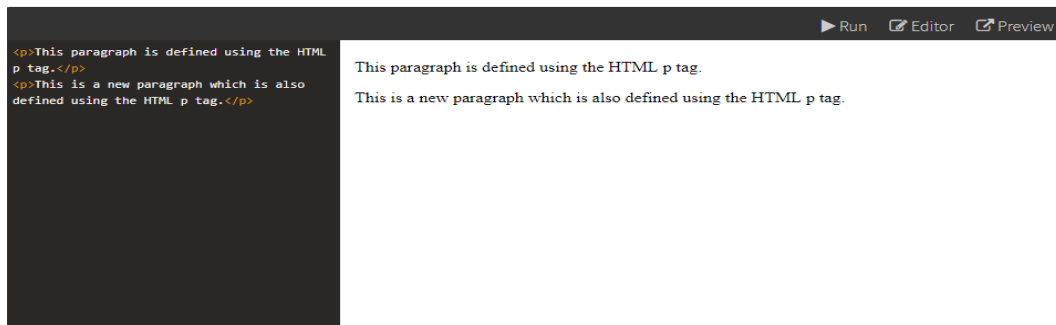 Run Editor Preview
<p>This paragraph is defined using the HTML
p tag.</p>
<p>This is a new paragraph which is also
defined using the HTML p tag.</p>
This paragraph is defined using the HTML p tag.
This is a new paragraph which is also defined using the HTML p tag.